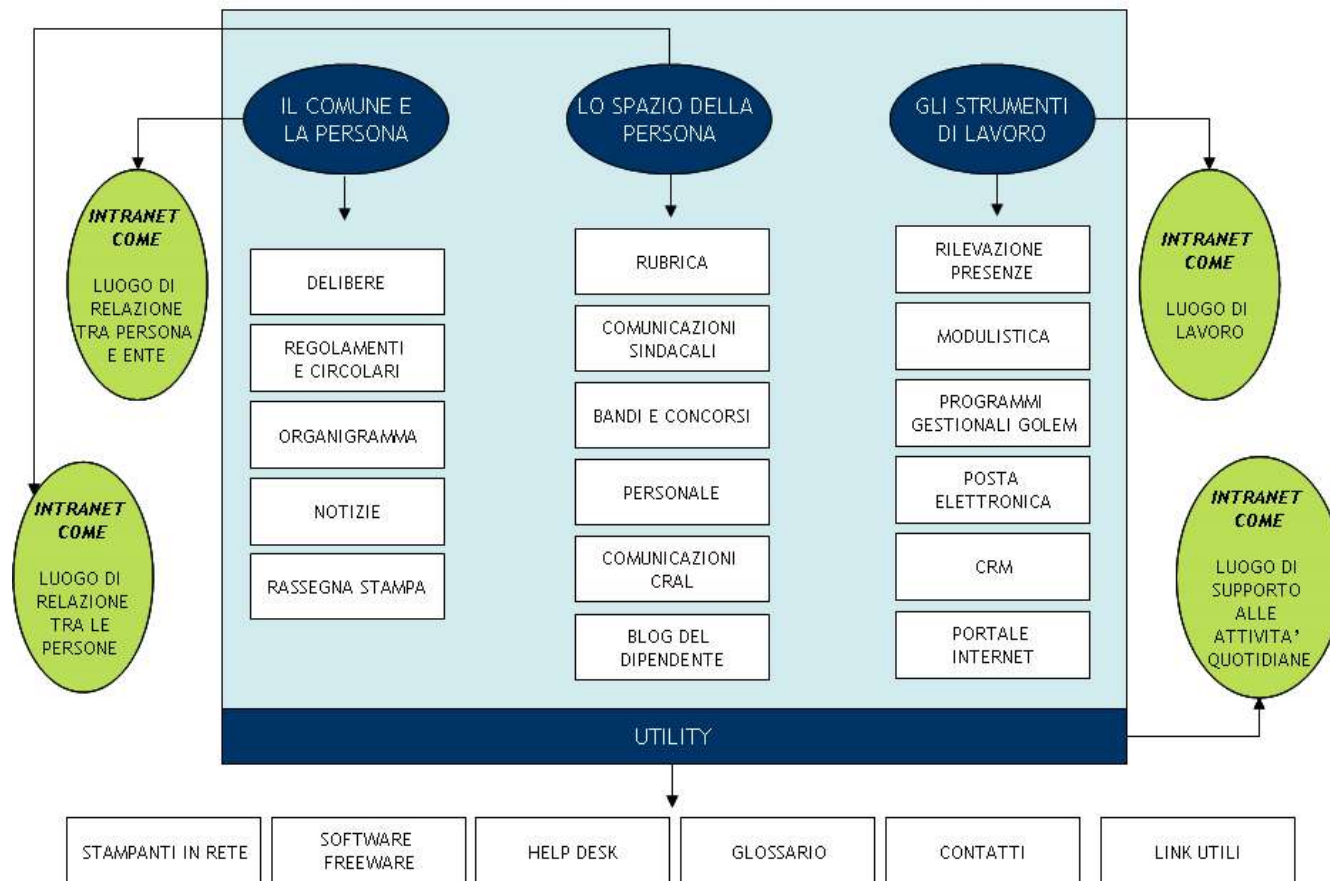 IL COMUNE E
LA PERSONA
LO SPAZIO DELLA
PERSONA
GLI STRUMENTI
DI LAVORO
INTRANET
COME
LUOGO DI
RELAZIONE
TRA PERSONA
E ENTE
INTRANET
COME
LUOGO DI
RELAZIONE
TRA LE
PERSONE
DELIBERE
REGOLAMENTI
E CIRCOLARI
ORGANIGRAMMA
NOTIZIE
RASSEGNA STAMPA
RUBRICA
COMUNICAZIONI
SINDACALI
BANDI E CONCORSI
PERSONALE
COMUNICAZIONI
CRAL
BLOG DEL
DIPENDENTE
RILEVAZIONE
PRESENZE
MODULISTICA
PROGRAMMI
GESTIONALI GOLEM
POSTA
ELETTRONICA
CRM
PORTALE
INTERNET
INTRANET
COME
LUOGO DI
LAVORO
INTRANET
COME
LUOGO DI
SUPPORTO
ALLE
ATTIVITA'
QUOTIDIANE
UTILITY
STAMPANTI IN RETE
SOFTWARE
FREEWARE
HELP DESK
GLOSSARIO
CONTATTI
LINK UTILI